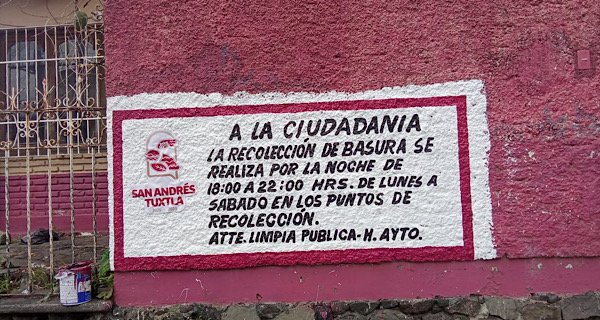 A LA CIUDADANIA
LA RECOLECCION DE BASURA SE
REALIZA POR LA NOCHE DE
18:00 A 22:00 HRS. DE LUNES A
SABADO EN LOS PUNTOS DE
RECOLECCIÓN.
ATTE. LIMPIA PUBLICA-H. AYTO.
SAN ANDRÉS
TUXTLA